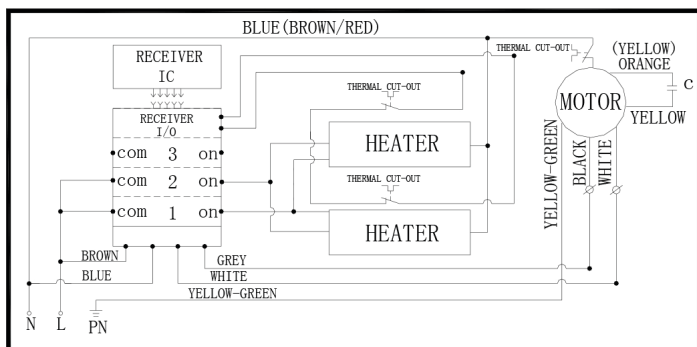 BLUE(BROWN/RED)
RECEIVER
IC
THERMAL CUT-OUT
(YELLOW)
ORANGE
THERMAL CUT-OUT
C
RECEIVER
I/O
MOTOR
YELLOW
HEATER
com 3 on
YELLOW-GREEN
BLACK
WHITE
com 2 on
THERMAL CUT-OUT
com 1 on
HEATER
BROWN
GREY
BLUE
WHITE
YELLOW-GREEN
N L PN